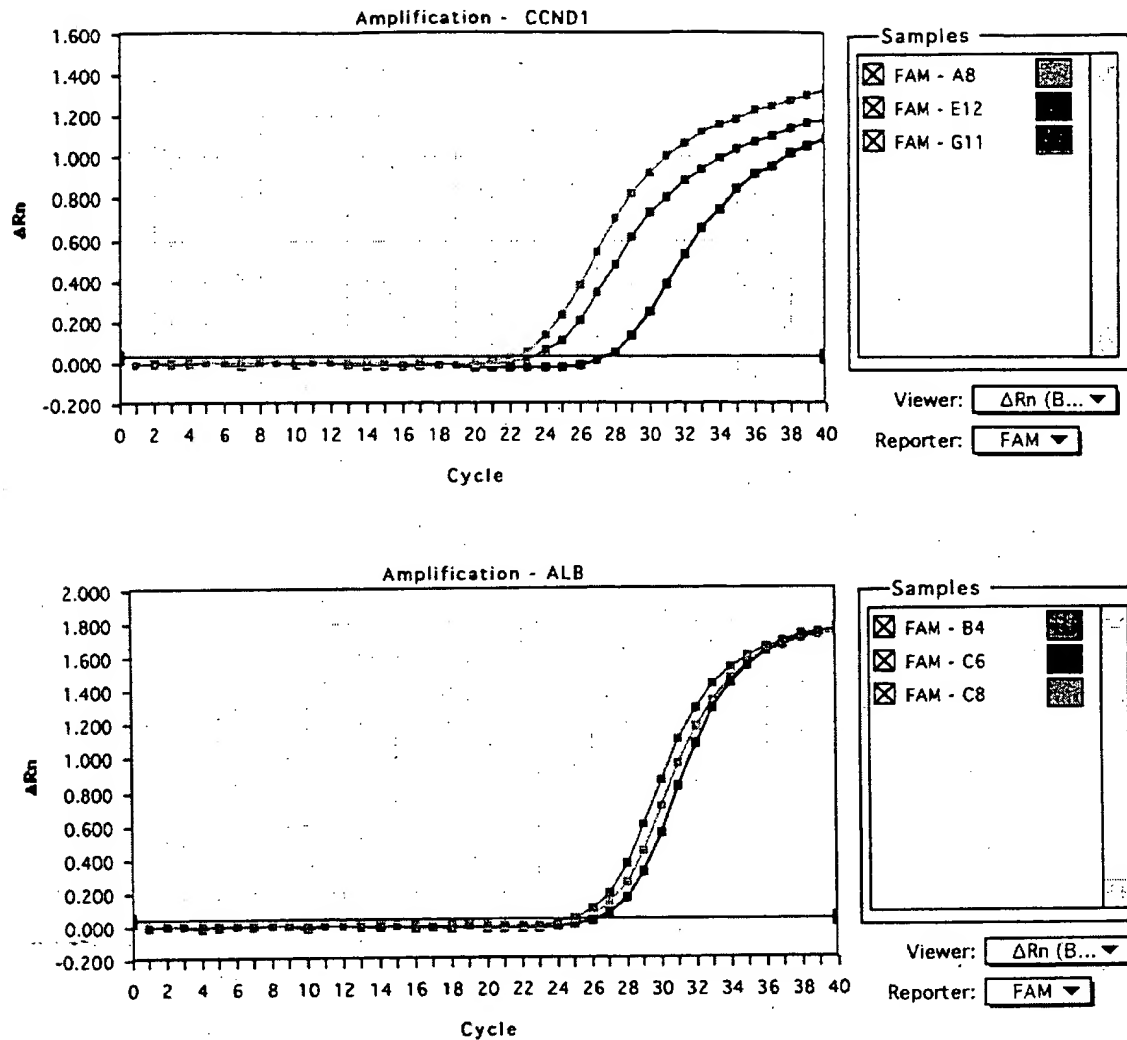 Amplification - CCND1
1.600
1.400
1.200
1.000
0.800
0.600
0.400
0.200
0.000
-0.200
ΔRn
0 2 4 6 8 10 12 14 16 18 20 22 24 26 28 30 32 34 36 38 40
Cycle
Samples
FAM - A8
FAM - E12
FAM - G11
Viewer: ΔRn (B...
Reporter: FAM
Amplification - ALB
2.000
1.800
1.600
1.400
1.200
1.000
0.800
0.600
0.400
0.200
0.000
-0.200
ΔRn
0 2 4 6 8 10 12 14 16 18 20 22 24 26 28 30 32 34 36 38 40
Cycle
Samples
FAM - B4
FAM - C6
FAM - C8
Viewer: ΔRn (B...
Reporter: FAM